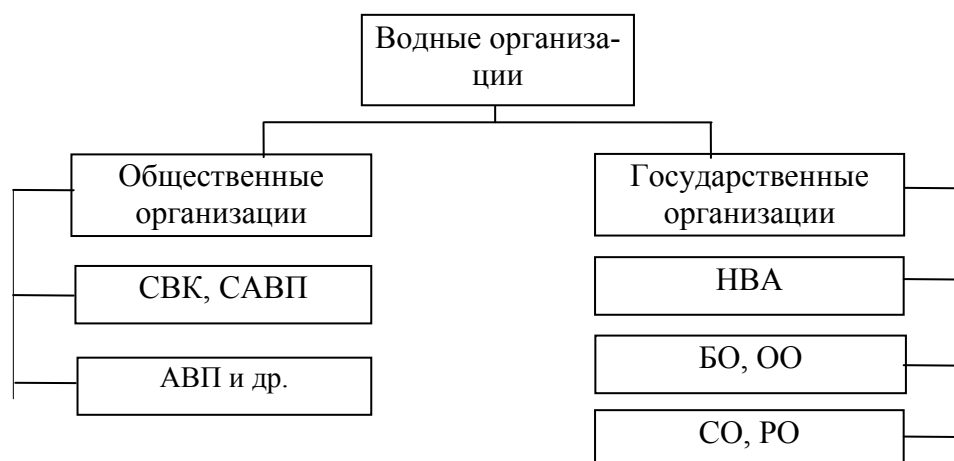 Водные организа-
ции
Общественные
организации
Государственные
организации
СВК, САВП
НВА
БО, ОО
АВП и др.
СО, РО